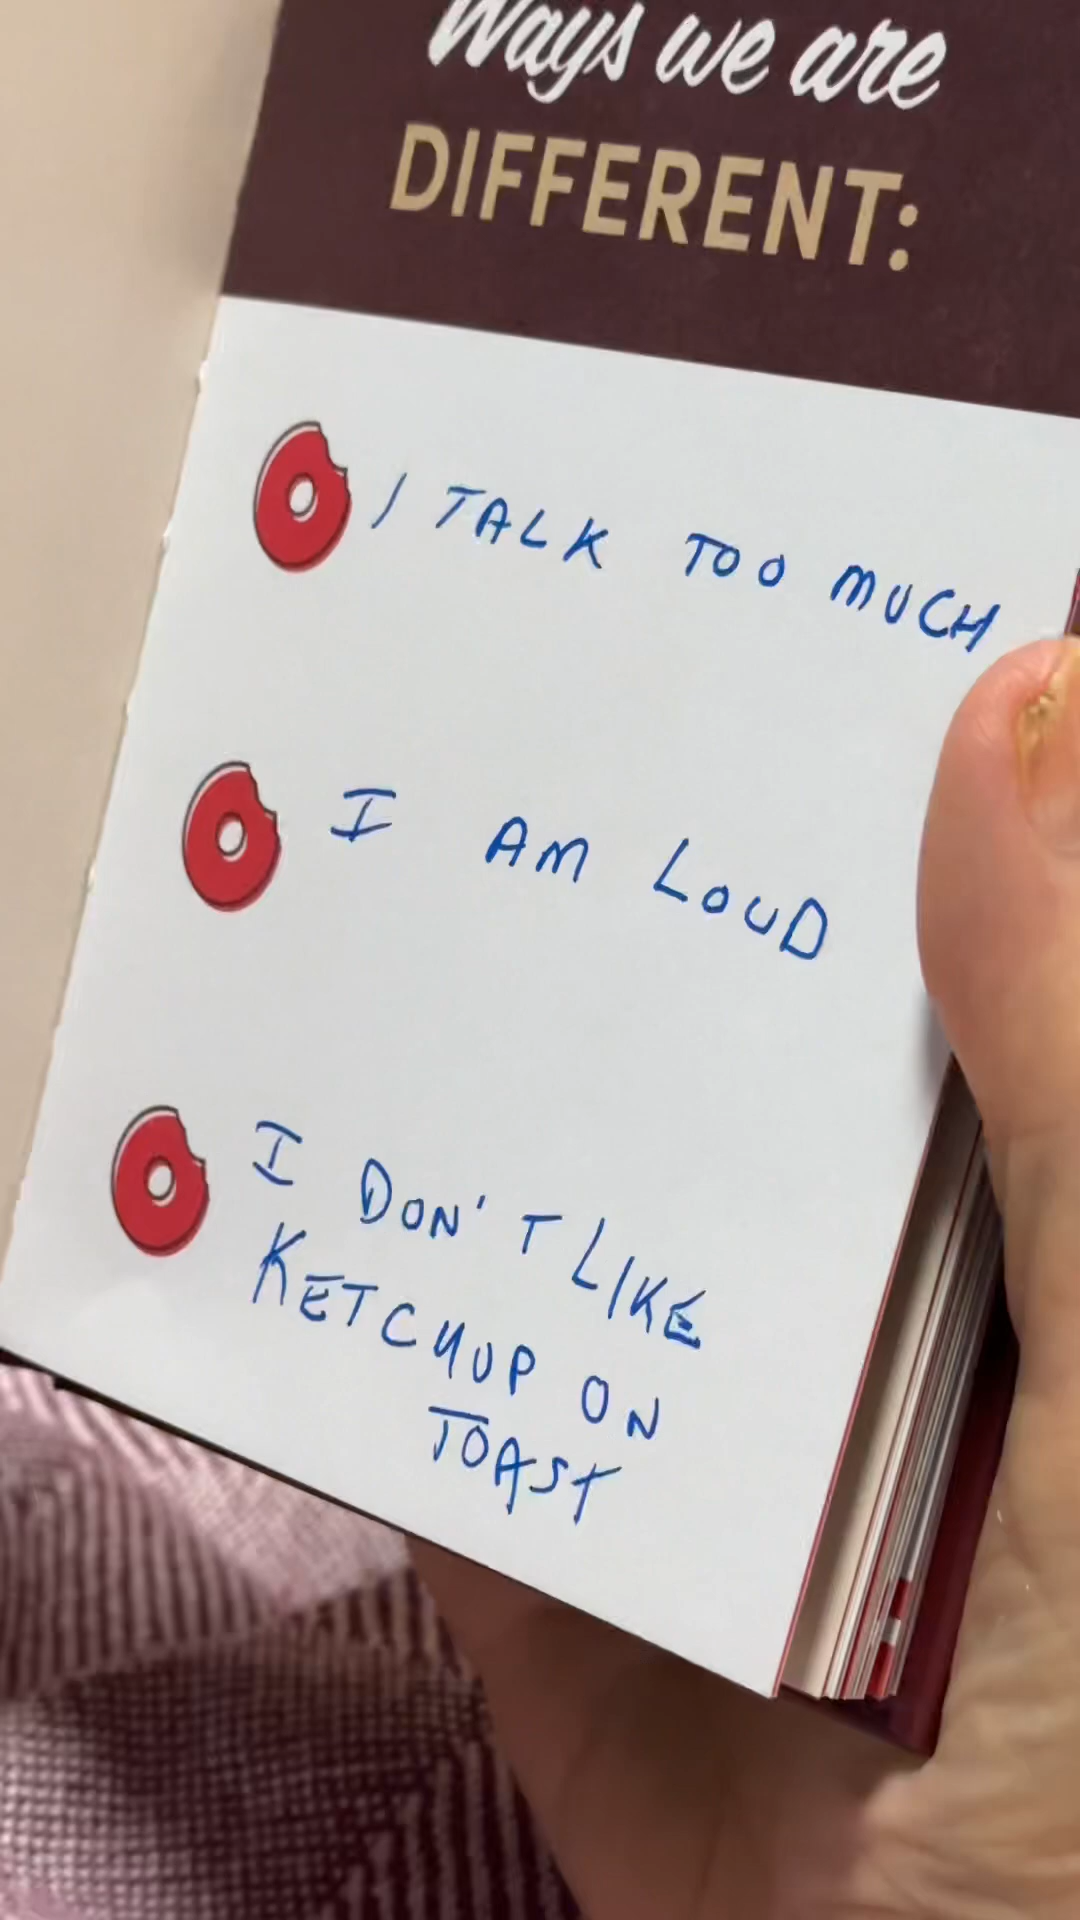 Ways we are
DIFFERENT:
I TALK TOO MUCH
I AM LOUD
I DON'T LIKE
KETCHUP ON
TOAST